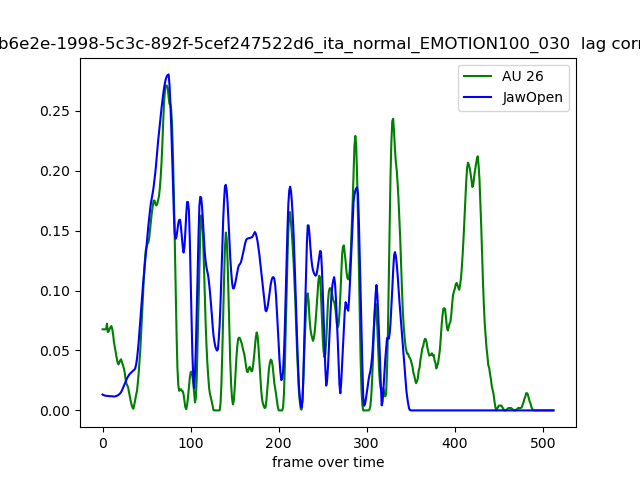 b6e2e-1998-5c3c-892f-5cef247522d6_ita_normal_EMOTION100_030 lag
AU 26
JawOpen
0.25
0.20
0.15
0.10
0.05
0.00
0 100 200 300 400 500
frame over time